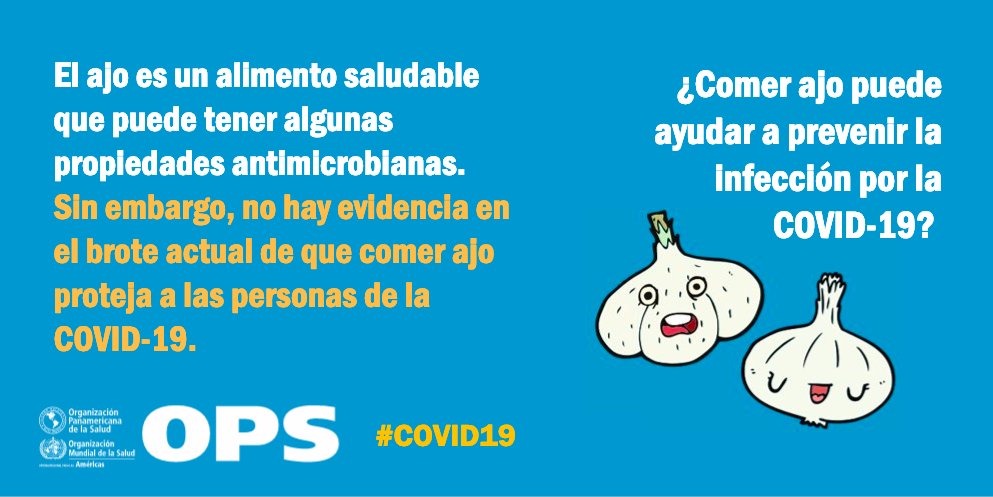 El ajo es un alimento saludable
que puede tener algunas
propiedades antimicrobianas.
Sin embargo, no hay evidencia en
el brote actual de que comer ajo
proteja a las personas de la
COVID-19.
¿Comer ajo puede
ayudar a prevenir la
infección por la
COVID-19?
Organización
Panamericana
de la Salud
Organización
Mundial de la Salud
Américas
OPS
#COVID19